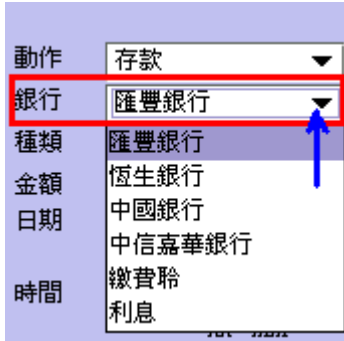 動作 存款
銀行 匯豐銀行
種類 匯豐銀行
金額 恆生銀行
日期 中國銀行
中信嘉華銀行
時間 繳費聆
利息